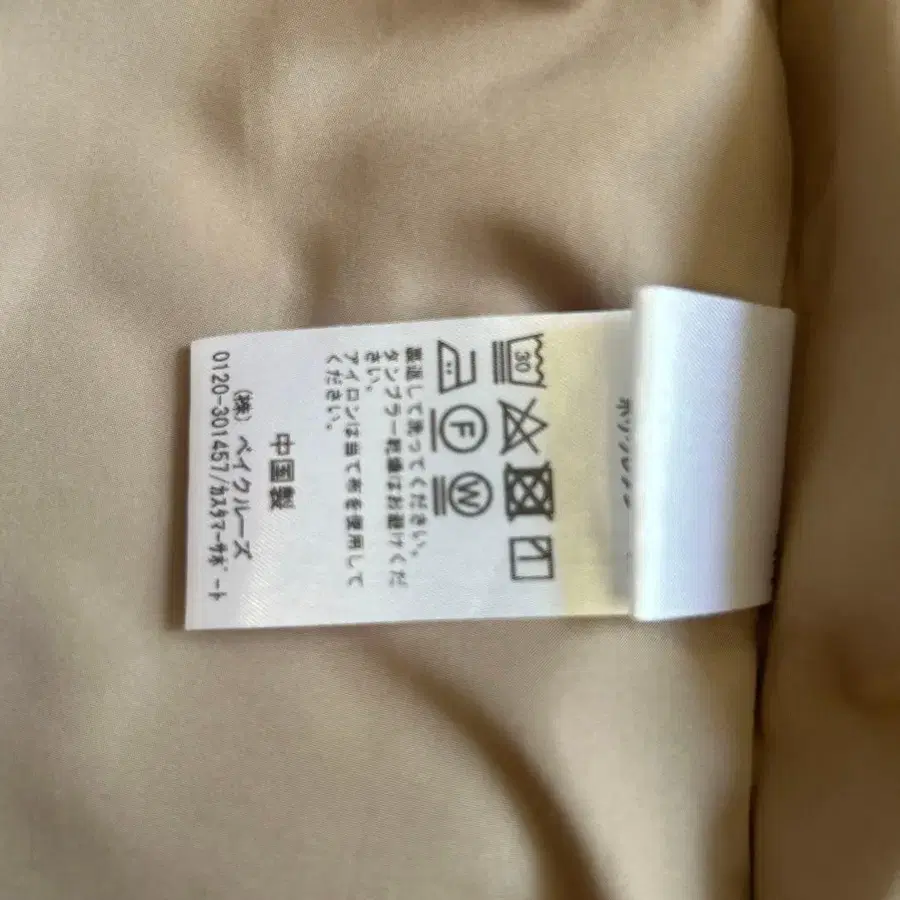 30
F
W
裏返して洗ってください。
タンブラー乾燥はお避けくだ
さい。
アイロンは当て布を使用して
ください。
中国製
(株) ベイクルーズ
0120-301457/カスタマーサポート